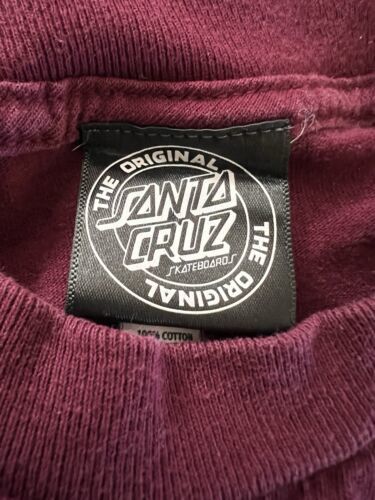 THE ORIGINAL
SANTA
CRUZ
SKATEBOARDS
THE ORIGINAL
100% COTTON